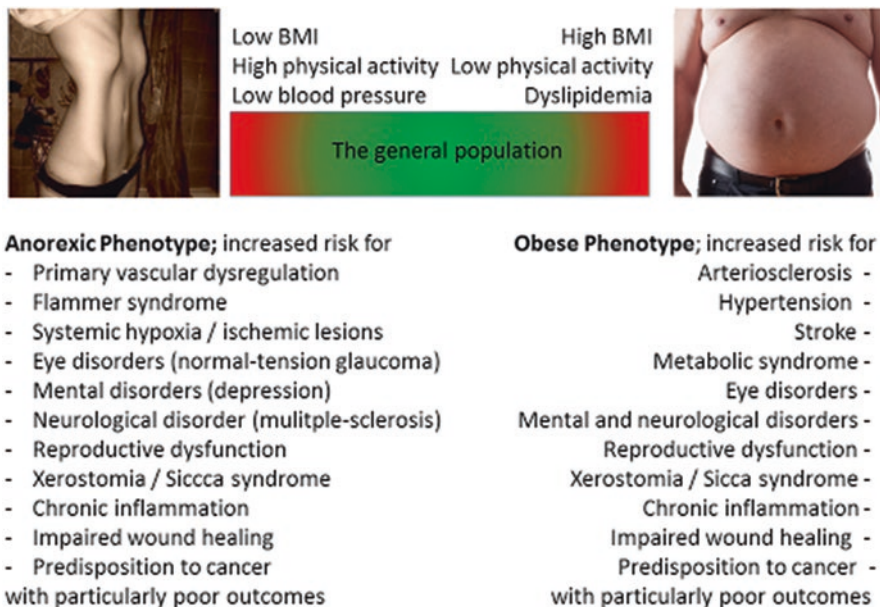 Low BMI
High physical activity
Low blood pressure
High BMI
Low physical activity
Dyslipidemia
The general population
Anorexic Phenotype; increased risk for
- Primary vascular dysregulation
- Flammer syndrome
- Systemic hypoxia / ischemic lesions
- Eye disorders (normal-tension glaucoma)
- Mental disorders (depression)
- Neurological disorder (mulitple-sclerosis)
- Reproductive dysfunction
- Xerostomia / Siccca syndrome
- Chronic inflammation
- Impaired wound healing
- Predisposition to cancer
with particularly poor outcomes
Obese Phenotype; increased risk for
Arteriosclerosis -
Hypertension -
Stroke -
Metabolic syndrome -
Eye disorders -
Mental and neurological disorders -
Reproductive dysfunction -
Xerostomia / Sicca syndrome -
Chronic inflammation -
Impaired wound healing -
Predisposition to cancer -
with particularly poor outcomes